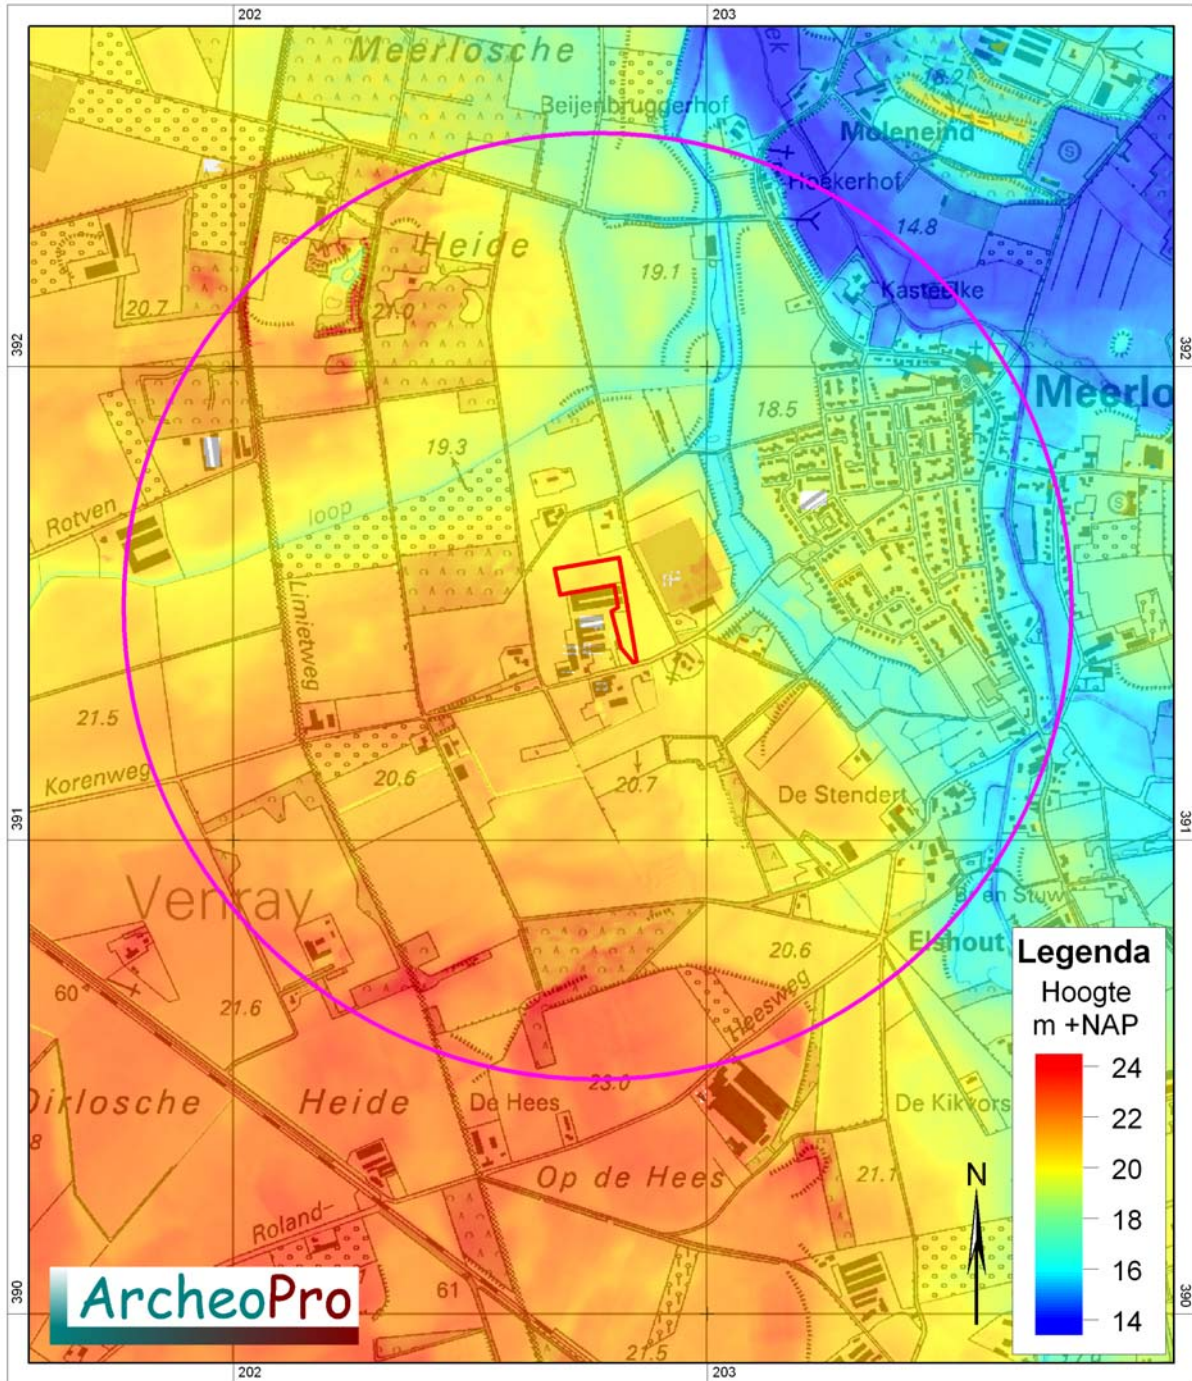 202
203
Meerlosche
Beijenbruggerhof
18.2
Moleneind
S
Hoekerhof
14.8
Heide
19.1
Kasteelke
20.7
21.0
392
392
Meerlo
18.5
19.3
S
Rotven
loop
Limietweg
21.5
20.6
20.7
Korenweg
De Stendert
391
391
Venray
Elshout
20.6
60
21.6
Heesweg
23.0
Heide
De Hees
De Kikvors
8
Op de Hees
21.1
Roland-
61
390
390
21.5
202
203
Legenda
Hoogte
m +NAP
24
22
20
18
16
14
N
ArcheoPro